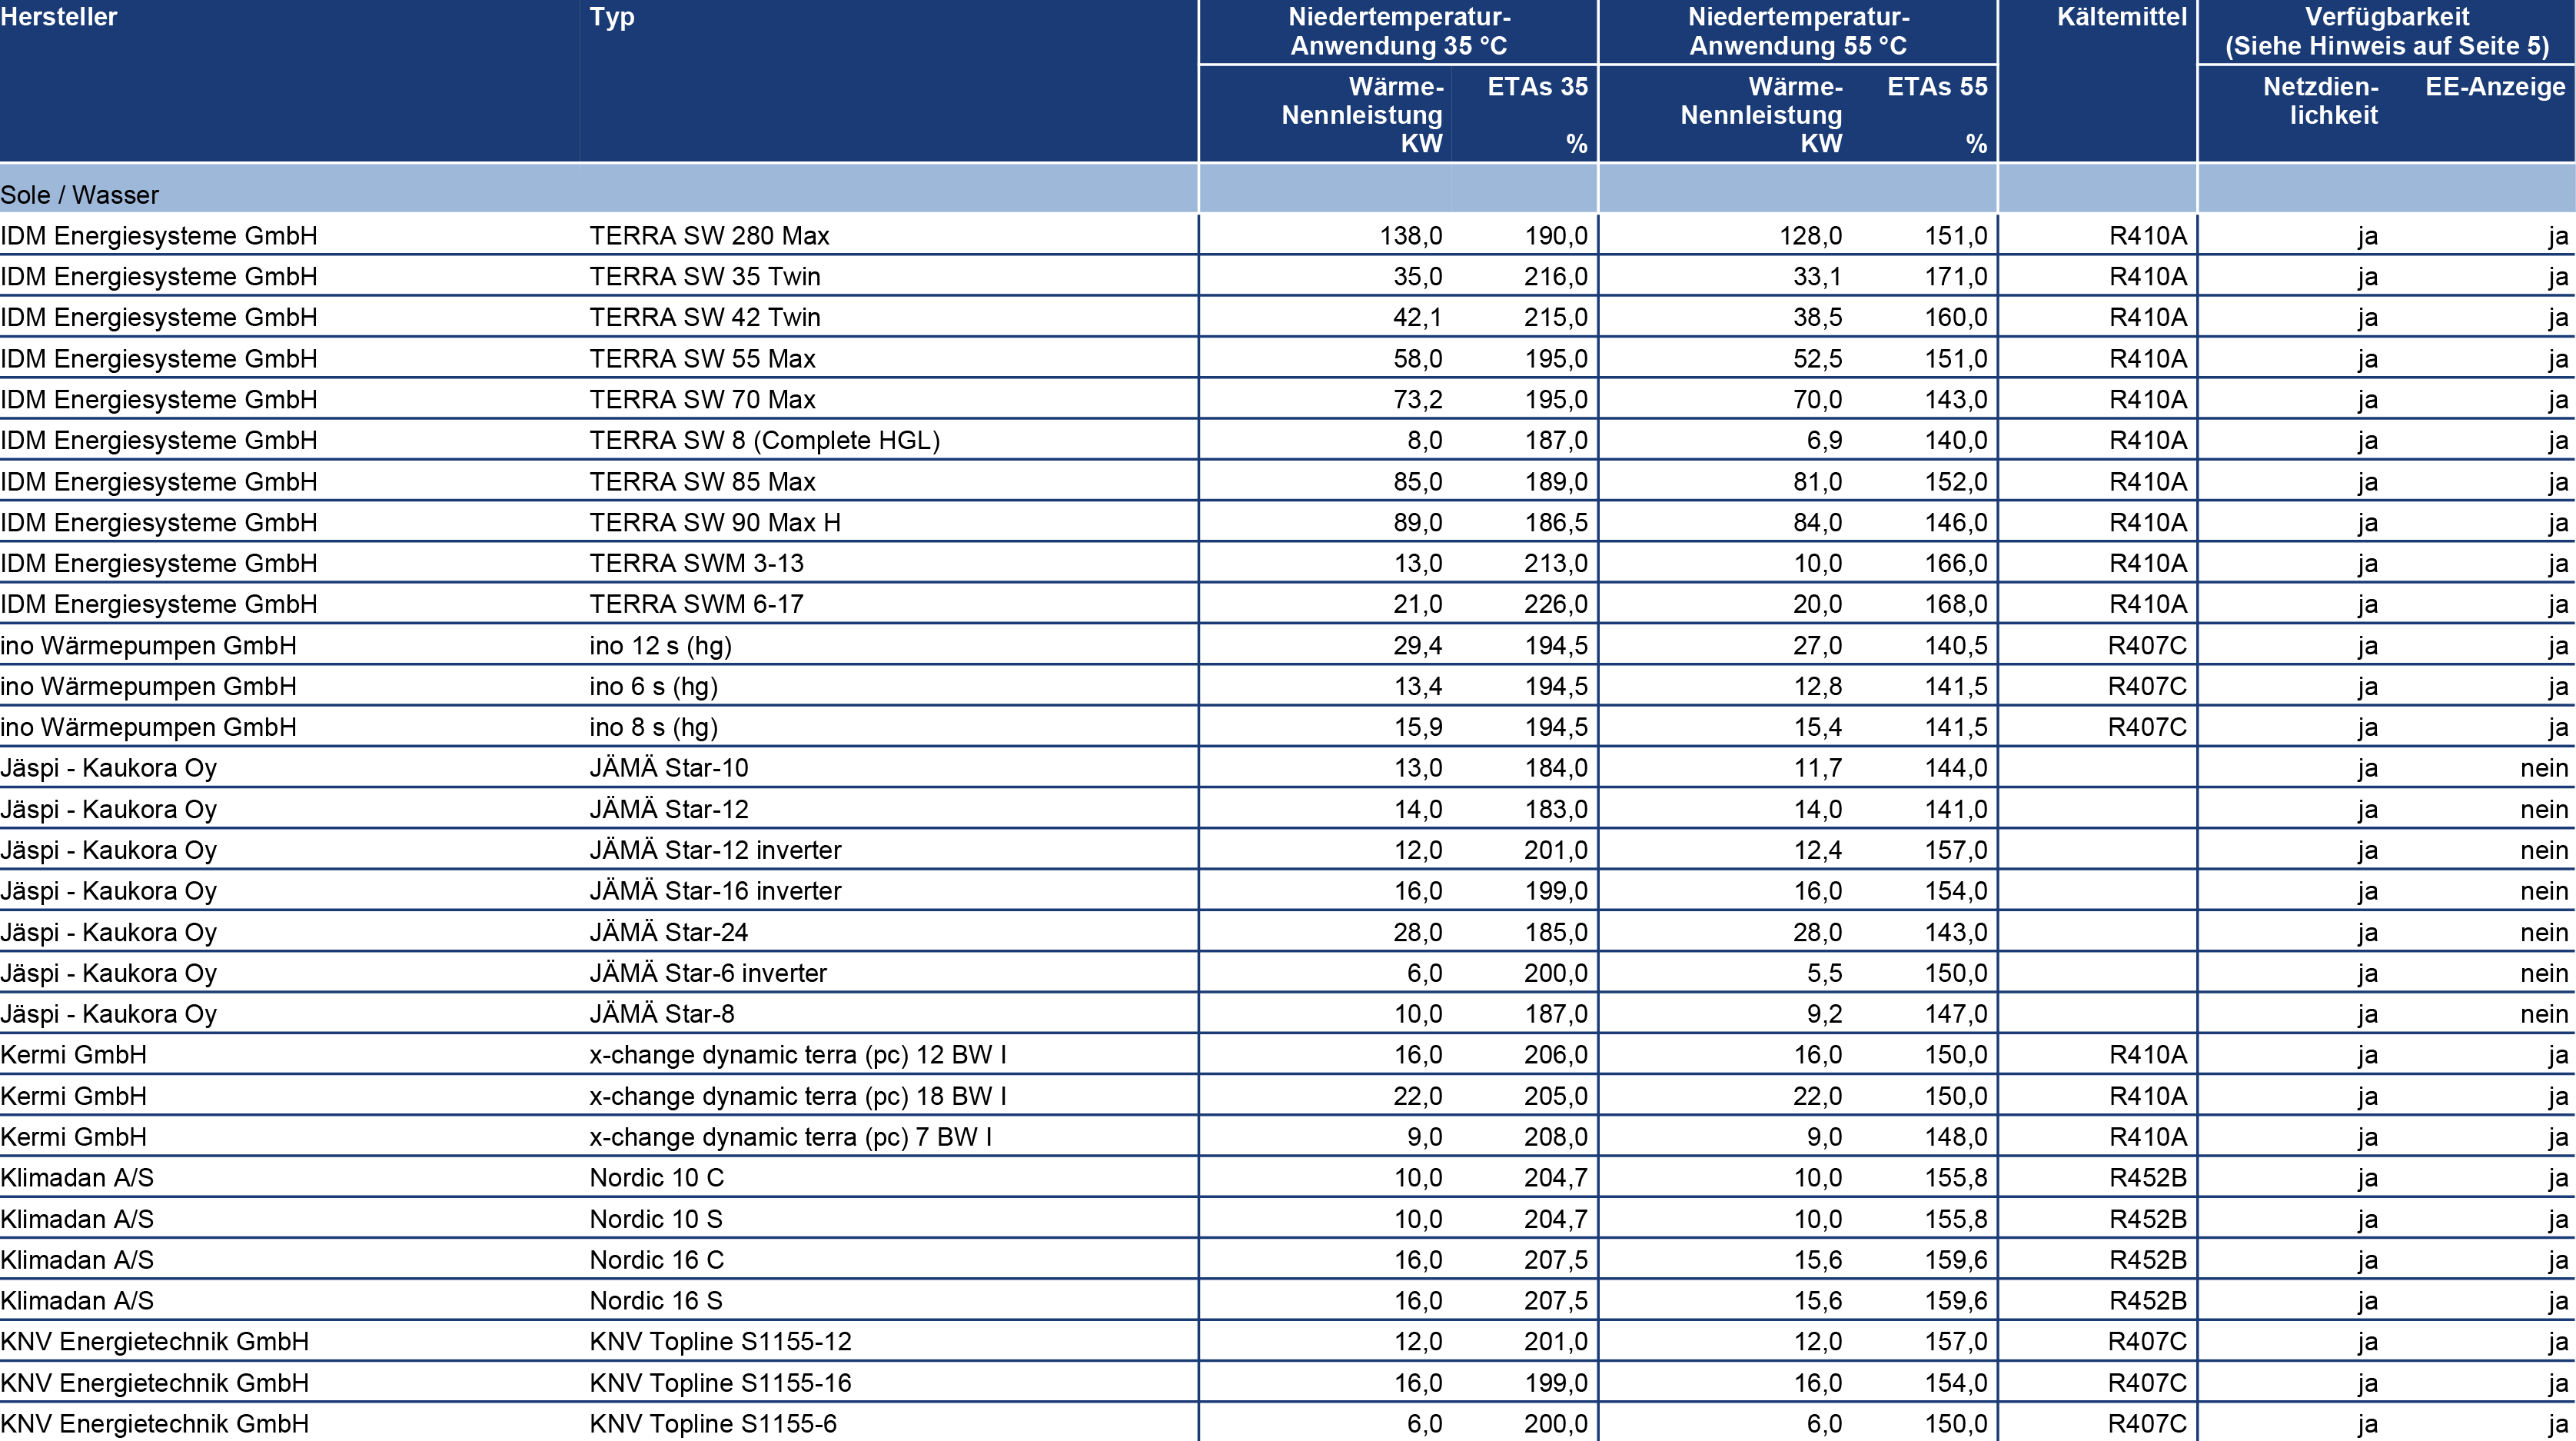 Hersteller Typ Niedertemperatur- Niedertemperatur- Kältemittel Verfügbarkeit
Anwendung 35 °C Anwendung 55 °C (Siehe Hinweis auf Seite 5)
Wärme- ETAs 35 Wärme- ETAs 55 Netzdien- EE-Anzeige
Nennleistung Nennleistung lichkeit
KW % KW %
Sole / Wasser
IDM Energiesysteme GmbH TERRA SW 280 Max 138,0 190,0 128,0 151,0 R410A ja ja
IDM Energiesysteme GmbH TERRA SW 35 Twin 35,0 216,0 33,1 171,0 R410A ja ja
IDM Energiesysteme GmbH TERRA SW 42 Twin 42,1 215,0 38,5 160,0 R410A ja ja
IDM Energiesysteme GmbH TERRA SW 55 Max 58,0 195,0 52,5 151,0 R410A ja ja
IDM Energiesysteme GmbH TERRA SW 70 Max 73,2 195,0 70,0 143,0 R410A ja ja
IDM Energiesysteme GmbH TERRA SW 8 (Complete HGL) 8,0 187,0 6,9 140,0 R410A ja ja
IDM Energiesysteme GmbH TERRA SW 85 Max 85,0 189,0 81,0 152,0 R410A ja ja
IDM Energiesysteme GmbH TERRA SW 90 Max H 89,0 186,5 84,0 146,0 R410A ja ja
IDM Energiesysteme GmbH TERRA SWM 3-13 13,0 213,0 10,0 166,0 R410A ja ja
IDM Energiesysteme GmbH TERRA SWM 6-17 21,0 226,0 20,0 168,0 R410A ja ja
ino Wärmepumpen GmbH ino 12 s (hg) 29,4 194,5 27,0 140,5 R407C ja ja
ino Wärmepumpen GmbH ino 6 s (hg) 13,4 194,5 12,8 141,5 R407C ja ja
ino Wärmepumpen GmbH ino 8 s (hg) 15,9 194,5 15,4 141,5 R407C ja ja
Jäspi - Kaukora Oy JÄMÄ Star-10 13,0 184,0 11,7 144,0 ja nein
Jäspi - Kaukora Oy JÄMÄ Star-12 14,0 183,0 14,0 141,0 ja nein
Jäspi - Kaukora Oy JÄMÄ Star-12 inverter 12,0 201,0 12,4 157,0 ja nein
Jäspi - Kaukora Oy JÄMÄ Star-16 inverter 16,0 199,0 16,0 154,0 ja nein
Jäspi - Kaukora Oy JÄMÄ Star-24 28,0 185,0 28,0 143,0 ja nein
Jäspi - Kaukora Oy JÄMÄ Star-6 inverter 6,0 200,0 5,5 150,0 ja nein
Jäspi - Kaukora Oy JÄMÄ Star-8 10,0 187,0 9,2 147,0 ja nein
Kermi GmbH x-change dynamic terra (pc) 12 BW I 16,0 206,0 16,0 150,0 R410A ja ja
Kermi GmbH x-change dynamic terra (pc) 18 BW I 22,0 205,0 22,0 150,0 R410A ja ja
Kermi GmbH x-change dynamic terra (pc) 7 BW I 9,0 208,0 9,0 148,0 R410A ja ja
Klimadan A/S Nordic 10 C 10,0 204,7 10,0 155,8 R452B ja ja
Klimadan A/S Nordic 10 S 10,0 204,7 10,0 155,8 R452B ja ja
Klimadan A/S Nordic 16 C 16,0 207,5 15,6 159,6 R452B ja ja
Klimadan A/S Nordic 16 S 16,0 207,5 15,6 159,6 R452B ja ja
KNV Energietechnik GmbH KNV Topline S1155-12 12,0 201,0 12,0 157,0 R407C ja ja
KNV Energietechnik GmbH KNV Topline S1155-16 16,0 199,0 16,0 154,0 R407C ja ja
KNV Energietechnik GmbH KNV Topline S1155-6 6,0 200,0 6,0 150,0 R407C ja ja